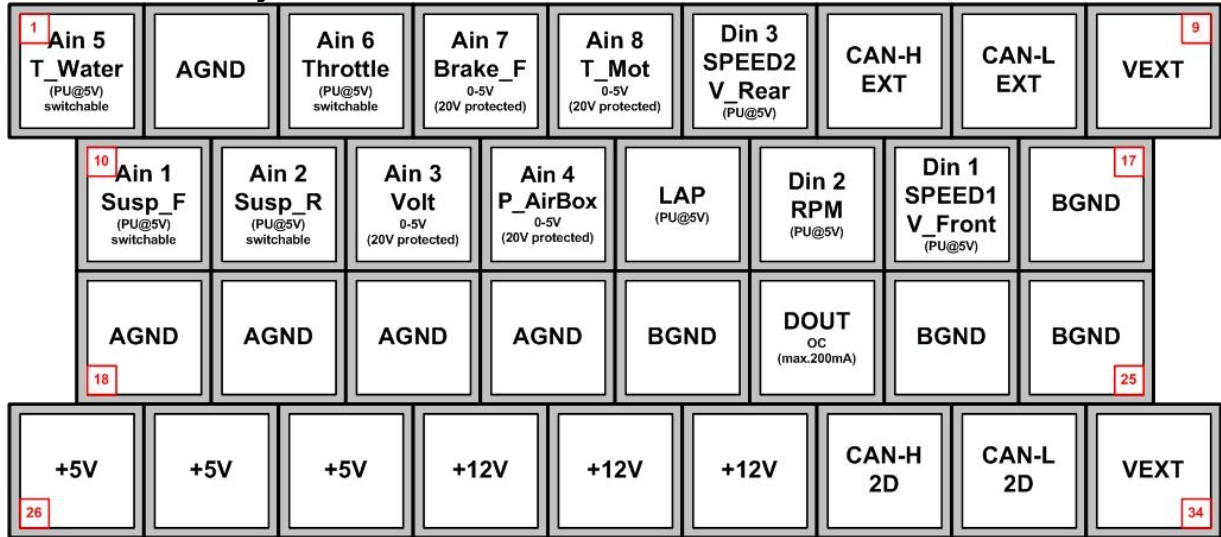 1
Ain 5
T_Water
(PU@5V)
switchable
AGND
Ain 6
Throttle
(PU@5V)
switchable
Ain 7
Brake_F
0-5V
(20V protected)
Ain 8
T_Mot
0-5V
(20V protected)
Din 3
SPEED2
V_Rear
(PU@5V)
CAN-H
EXT
CAN-L
EXT
9
VEXT
10
Ain 1
Susp_F
(PU@5V)
switchable
Ain 2
Susp_R
(PU@5V)
switchable
Ain 3
Volt
0-5V
(20V protected)
Ain 4
P_AirBox
0-5V
(20V protected)
LAP
(PU@5V)
Din 2
RPM
(PU@5V)
Din 1
SPEED1
V_Front
(PU@5V)
17
BGND
AGND
18
AGND
AGND
AGND
BGND
DOUT
OC
(max.200mA)
BGND
BGND
25
+5V
26
+5V
+5V
+12V
+12V
+12V
CAN-H
2D
CAN-L
2D
VEXT
34